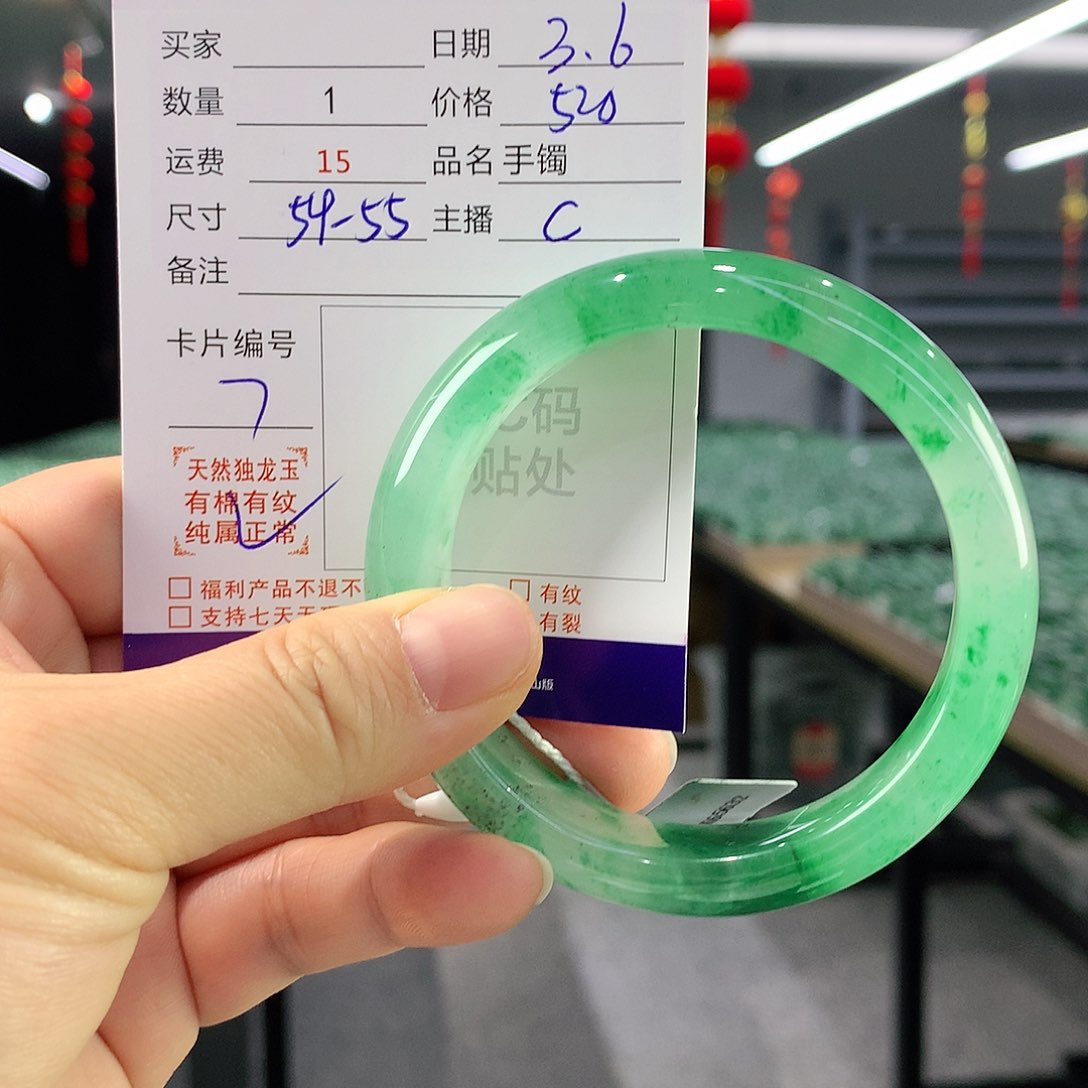 买家 日期 3.6
数量 1 价格 520
运费 15 品名 手镯
尺寸 54-55 主播 C
备注
卡片编号
7
码
贴处
天然独龙玉
有棉有纹
纯属正常
□ 福利产品不退不 □ 有纹
□ 支持七天无 有裂
山版